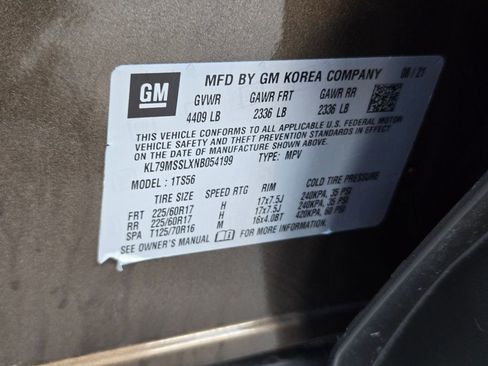 GM
MFD BY GM KOREA COMPANY 08 / 21
GVWR GAWR FRT GAWR RR
4409 LB 2336 LB 2336 LB
THIS VEHICLE CONFORMS TO ALL APPLICABLE U.S. FEDERAL MOTOR
VEHICLE SAFETY AND THEFT PREVENTION STANDARDS IN EFFECT ON THE
DATE OF MANUFACTURE SHOWN ABOVE.
KL79MSSLXNB054199 TYPE: MPV
MODEL : 1TS56
TIRE SIZE SPEED RTG RIM COLD TIRE PRESSURE
FRT 225/60R17 H 17x7.5J 240KPA, 35 PSI
RR 225/60R17 H 17x7.5J 240KPA, 35 PSI
SPA T125/70R16 M 16x4.0BT 420KPA, 60 PSI
SEE OWNER'S MANUAL FOR MORE INFORMATION